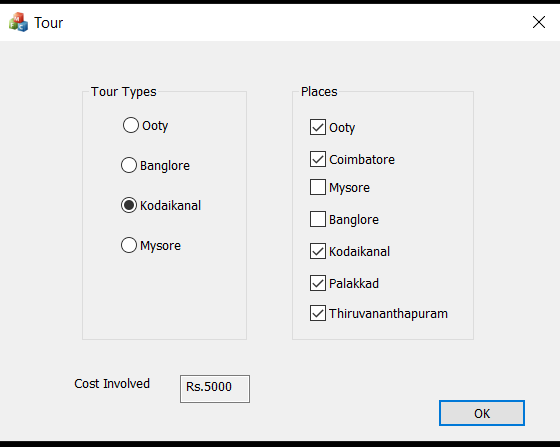 Tour
Tour Types
Ooty
Banglore
Kodaikanal
Mysore
Places
Ooty
Coimbatore
Mysore
Banglore
Kodaikanal
Palakkad
Thiruvananthapuram
Cost Involved
Rs.5000
OK